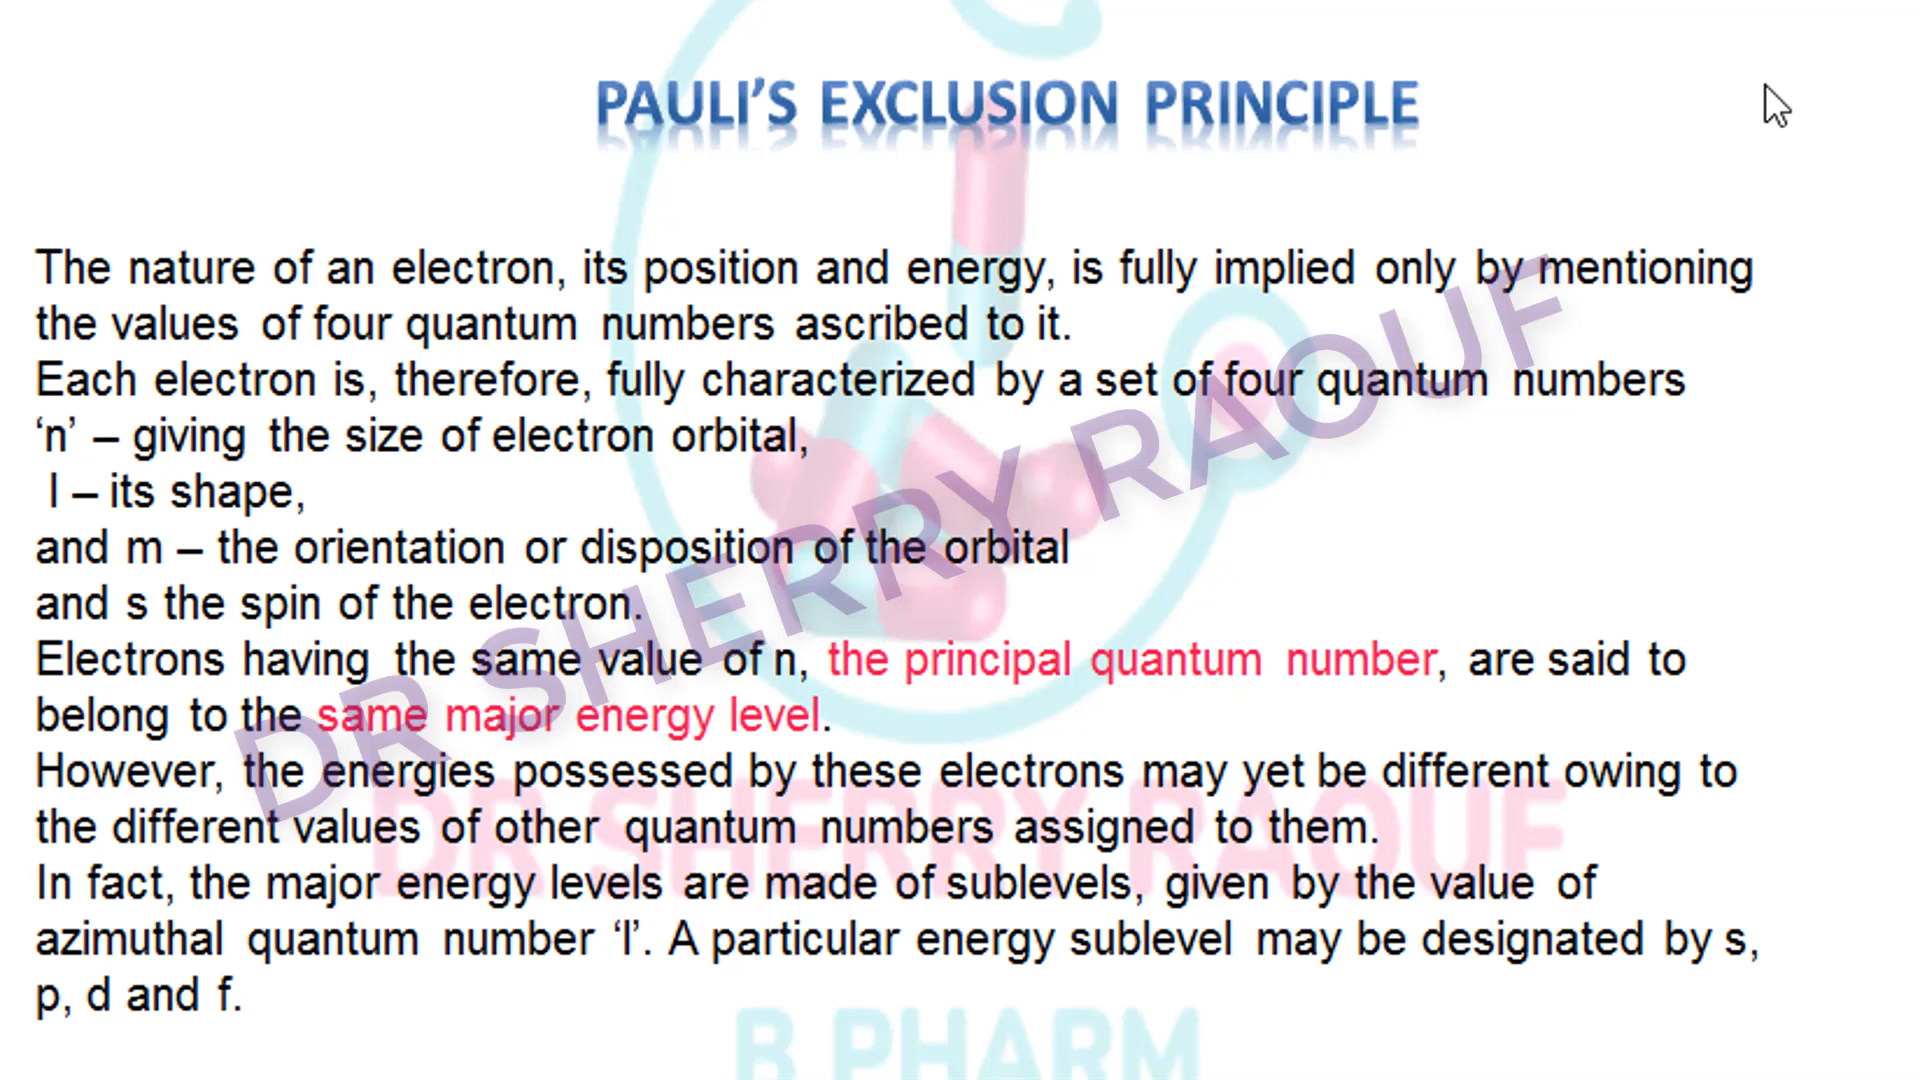 PAULI’S EXCLUSION PRINCIPLE
The nature of an electron, its position and energy, is fully implied only by mentioning
the values of four quantum numbers ascribed to it.
Each electron is, therefore, fully characterized by a set of four quantum numbers
‘n’ – giving the size of electron orbital,
l – its shape,
and m – the orientation or disposition of the orbital
and s the spin of the electron.
Electrons having the same value of n, the principal quantum number, are said to
belong to the same major energy level.
However, the energies possessed by these electrons may yet be different owing to
the different values of other quantum numbers assigned to them.
In fact, the major energy levels are made of sublevels, given by the value of
azimuthal quantum number ‘l’. A particular energy sublevel may be designated by s,
p, d and f.
DR SHERRY RAOUF
DR SHERRY RAOUF
B PHARM